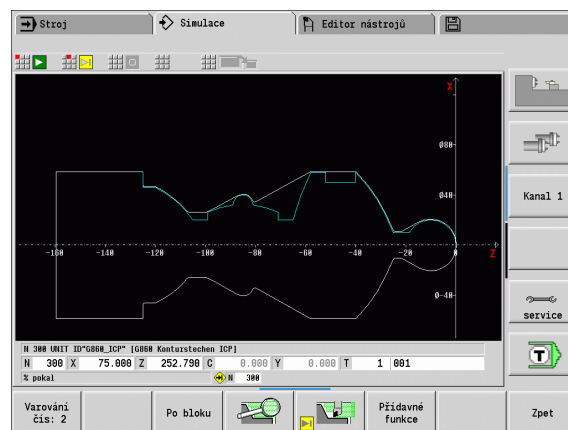 Stroj
Simulace
Editor nástrojů
X
Ø80
Ø40
-160 -140 -120 -100 -80 -60 -40 -20 0 Z
Ø-40
Kanal 1
service
T
N 300 UNIT ID"G860_ICP" [G860 Konturstechen ICP]
N 300 X 75.000 Z 252.790 C 0.000 Y 0.000 T 1 001
% pokal N 300
Varování čís: 2
Po bloku
Přídavné funkce
Zpet